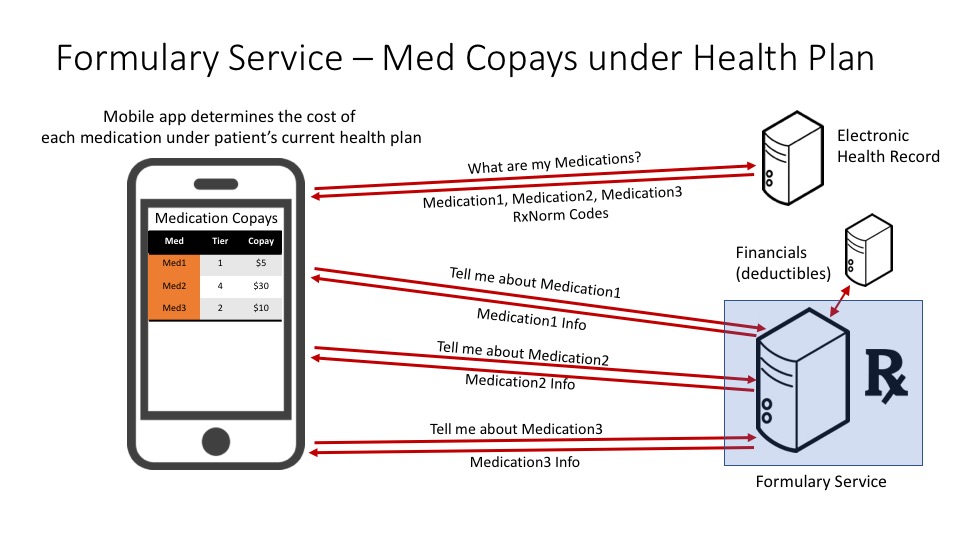 Formulary Service – Med Copays under Health Plan
Mobile app determines the cost of
each medication under patient's current health plan
Medication Copays
Med Tier Copay
Med1 1 $5
Med2 4 $30
Med3 2 $10
What are my Medications?
Medication1, Medication2, Medication3
RxNorm Codes
Electronic
Health Record
Financials
(deductibles)
Tell me about Medication1
Medication1 Info
Tell me about Medication2
Medication2 Info
Tell me about Medication3
Medication3 Info
Rx
Formulary Service